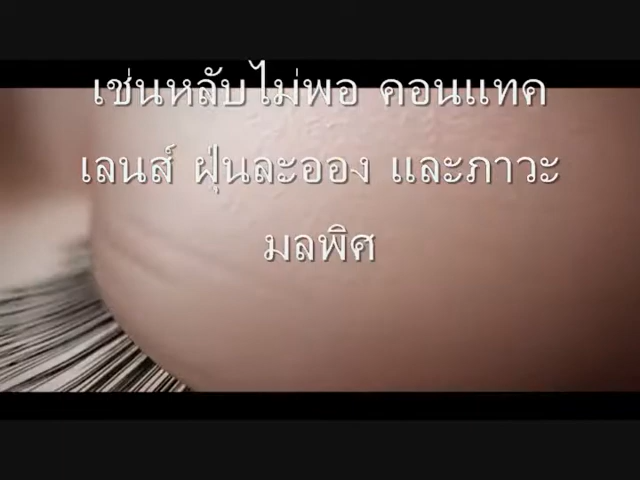 เช่นหลับไม่พอ คอนแทค
เลนส์ ฝุ่นละออง และภาวะ
มลพิศ